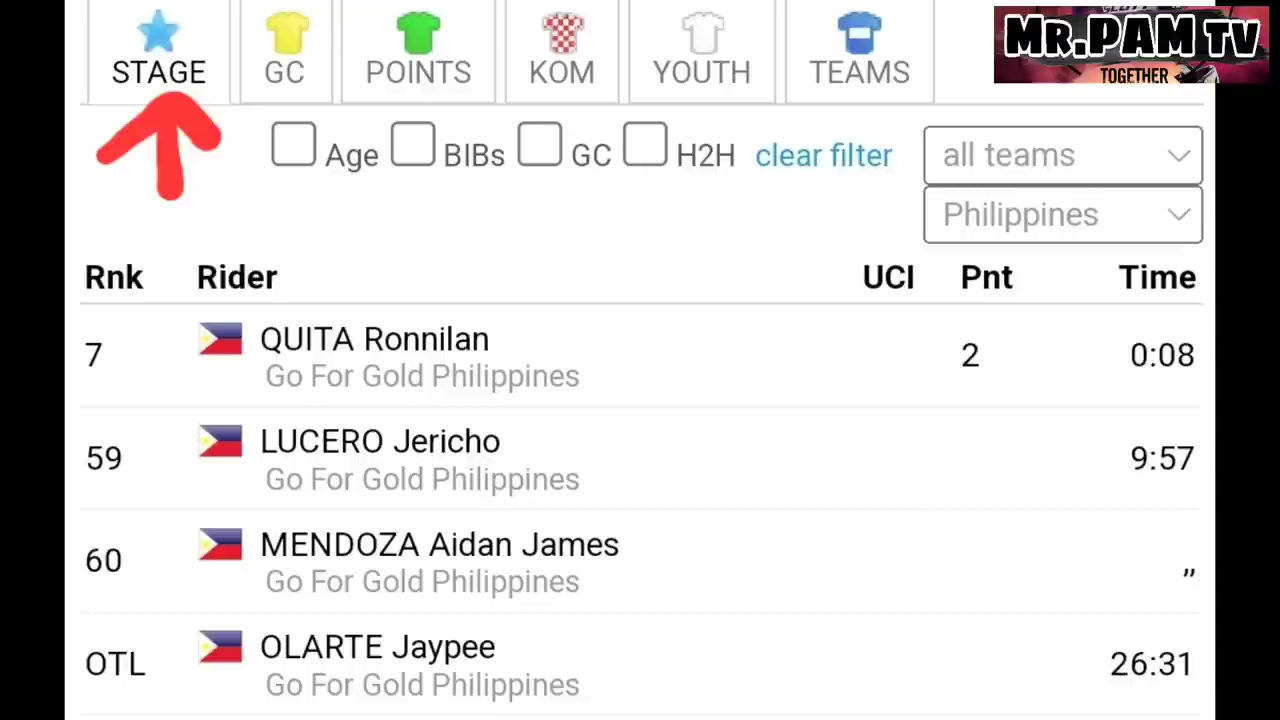 STAGE GC POINTS KOM YOUTH TEAMS
Mr.PAM tv
TOGETHER
Age BIBs GC H2H clear filter all teams
Philippines
Rnk Rider UCI Pnt Time
7 QUITA Ronnilan 2 0:08
Go For Gold Philippines
59 LUCERO Jericho 9:57
Go For Gold Philippines
60 MENDOZA Aidan James ,,
Go For Gold Philippines
OTL OLARTE Jaypee 26:31
Go For Gold Philippines